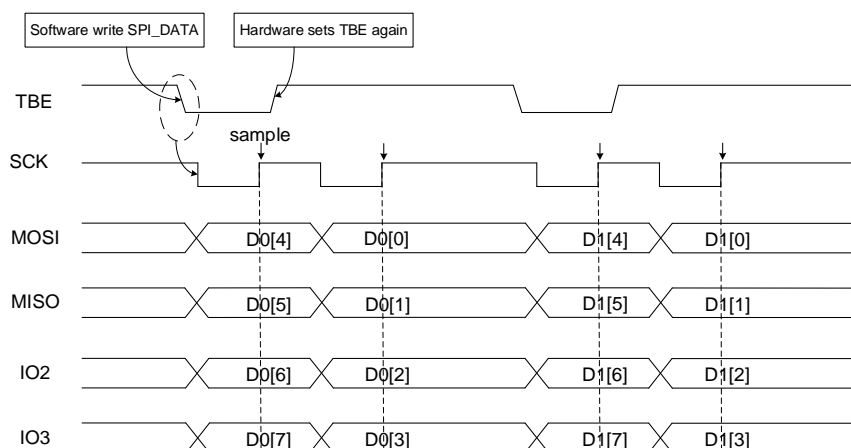 Software write SPI_DATA Hardware sets TBE again
TBE
sample
SCK
MOSI D0[4] D0[0] D1[4] D1[0]
MISO D0[5] D0[1] D1[5] D1[1]
IO2 D0[6] D0[2] D1[6] D1[2]
IO3 D0[7] D0[3] D1[7] D1[3]